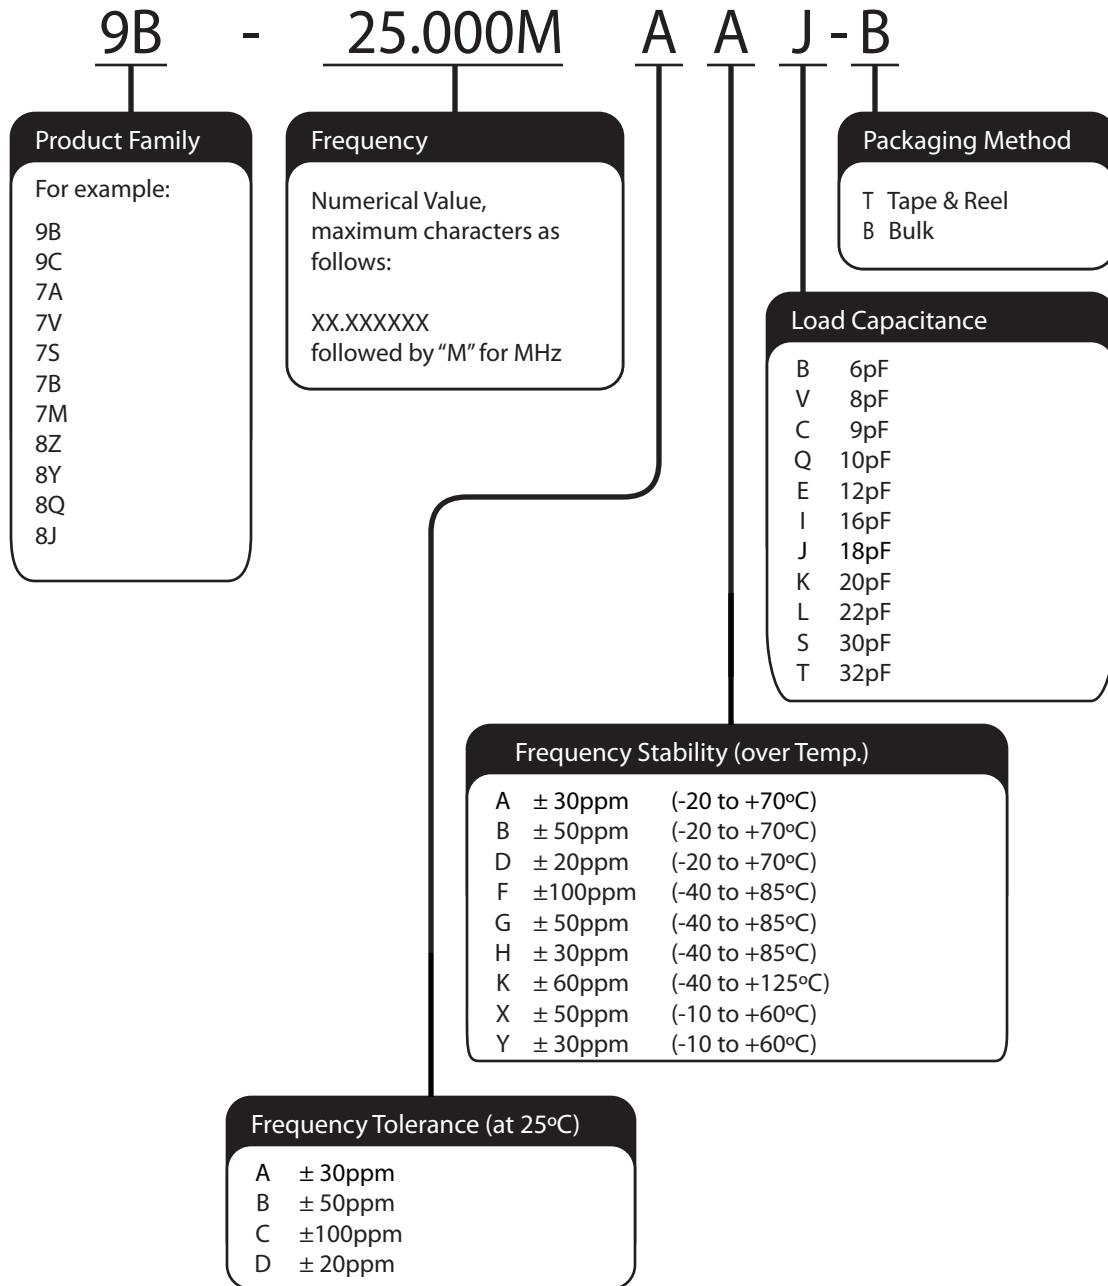 9B - 25.000M A A J - B
Product Family
For example:
9B
9C
7A
7V
7S
7B
7M
8Z
8Y
8Q
8J
Frequency
Numerical Value,
maximum characters as
follows:
XX.XXXXXX
followed by “M” for MHz
Packaging Method
T Tape & Reel
B Bulk
Load Capacitance
B 6pF
V 8pF
C 9pF
Q 10pF
E 12pF
I 16pF
J 18pF
K 20pF
L 22pF
S 30pF
T 32pF
Frequency Stability (over Temp.)
A ± 30ppm (-20 to +70ºC)
B ± 50ppm (-20 to +70ºC)
D ± 20ppm (-20 to +70ºC)
F ±100ppm (-40 to +85ºC)
G ± 50ppm (-40 to +85ºC)
H ± 30ppm (-40 to +85ºC)
K ± 60ppm (-40 to +125ºC)
X ± 50ppm (-10 to +60ºC)
Y ± 30ppm (-10 to +60ºC)
Frequency Tolerance (at 25ºC)
A ± 30ppm
B ± 50ppm
C ±100ppm
D ± 20ppm